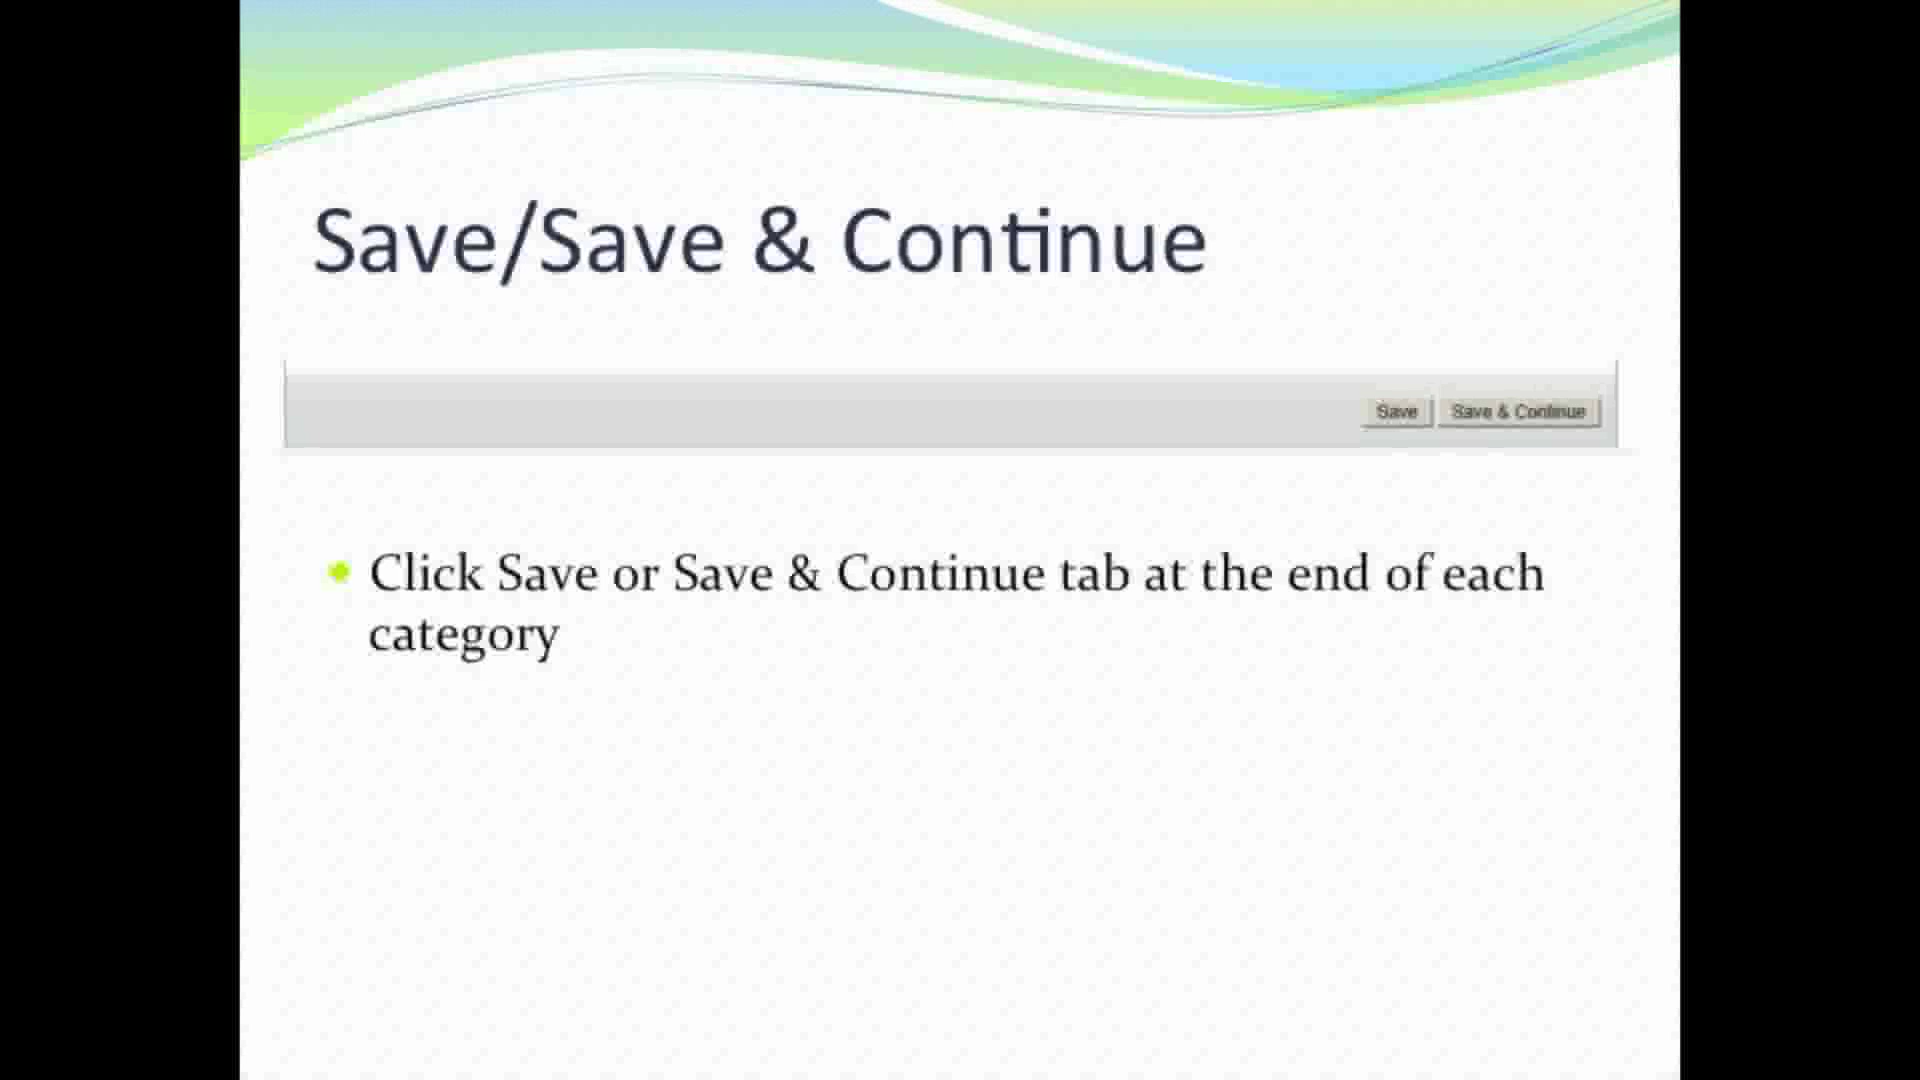 Save/Save & Continue
Save Save & Continue
Click Save or Save & Continue tab at the end of each
category